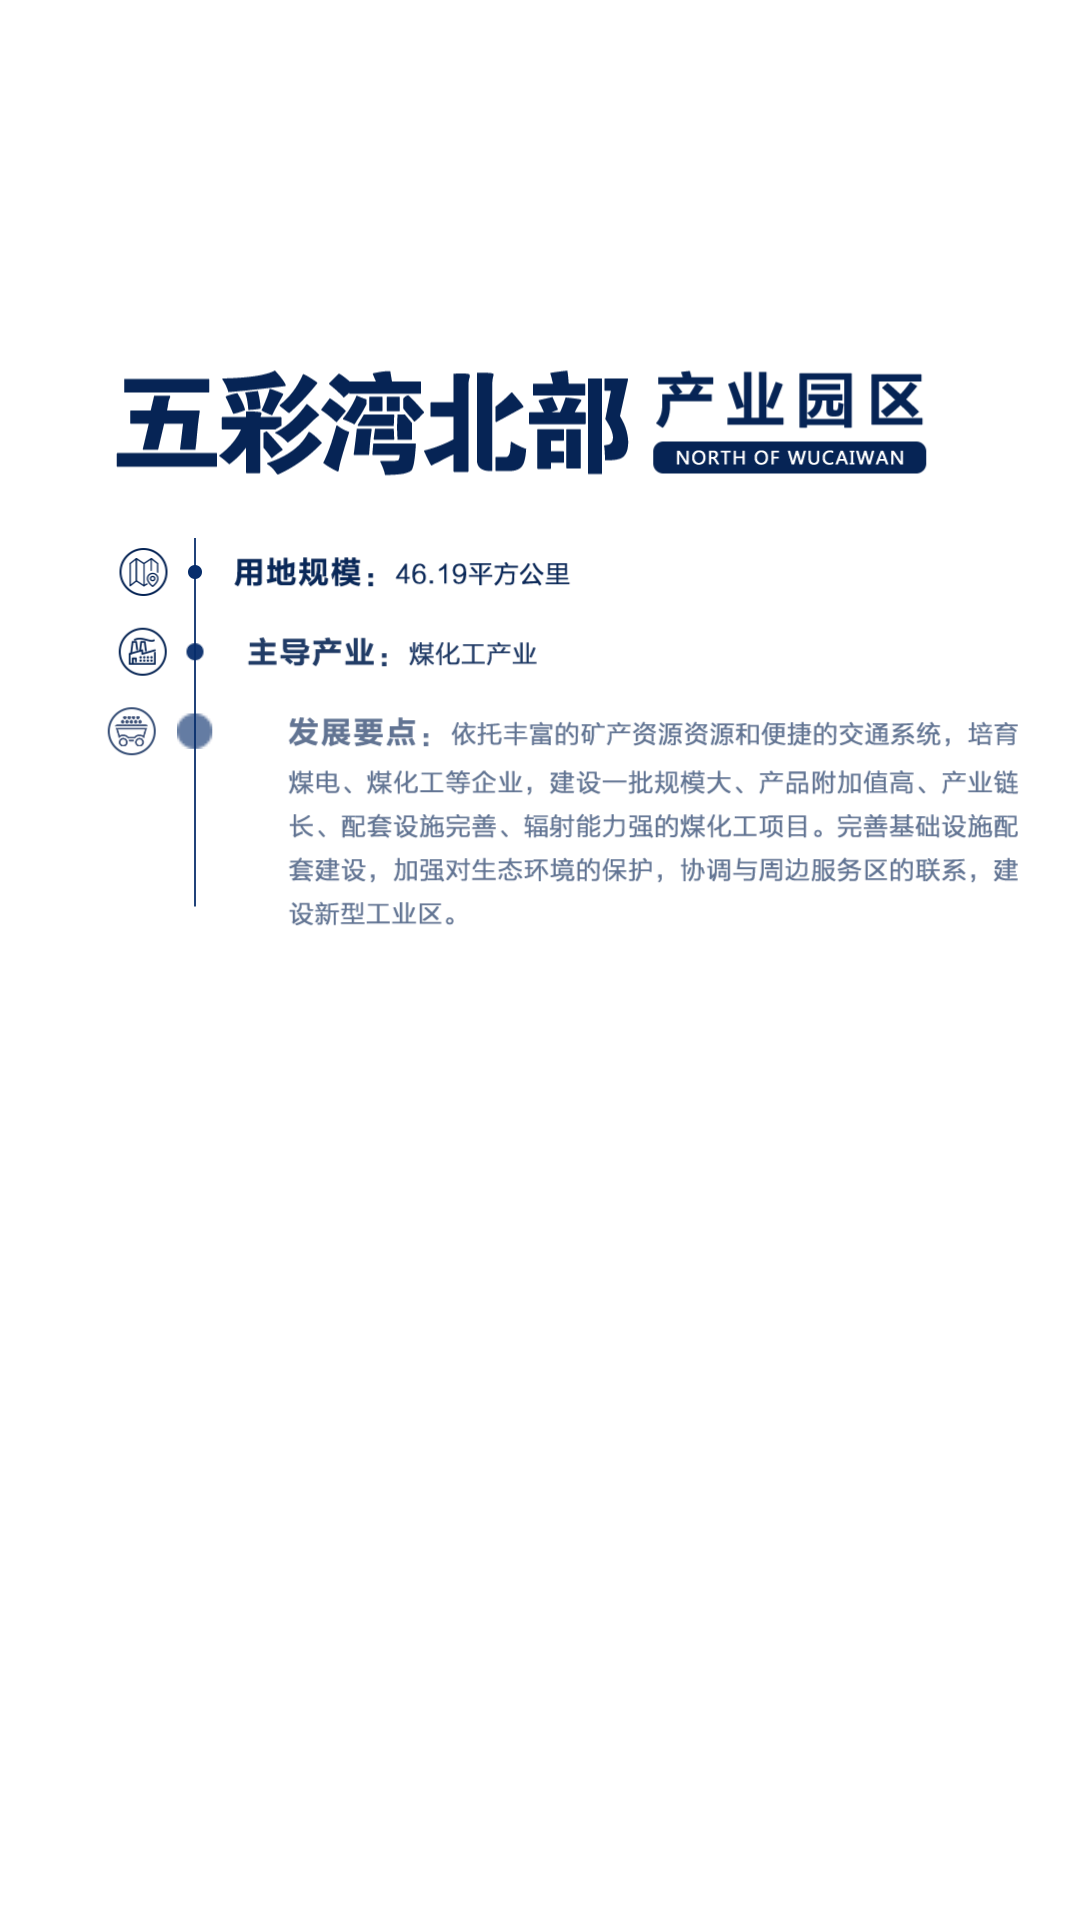 五彩湾北部 产业园区
NORTH OF WUCAIWAN
用地规模：46.19平方公里
主导产业：煤化工产业
发展要点：依托丰富的矿产资源资源和便捷的交通系统，培育
煤电、煤化工等企业，建设一批规模大、产品附加值高、产业链
长、配套设施完善、辐射能力强的煤化工项目。完善基础设施配
套建设，加强对生态环境的保护，协调与周边服务区的联系，建
设新型工业区。